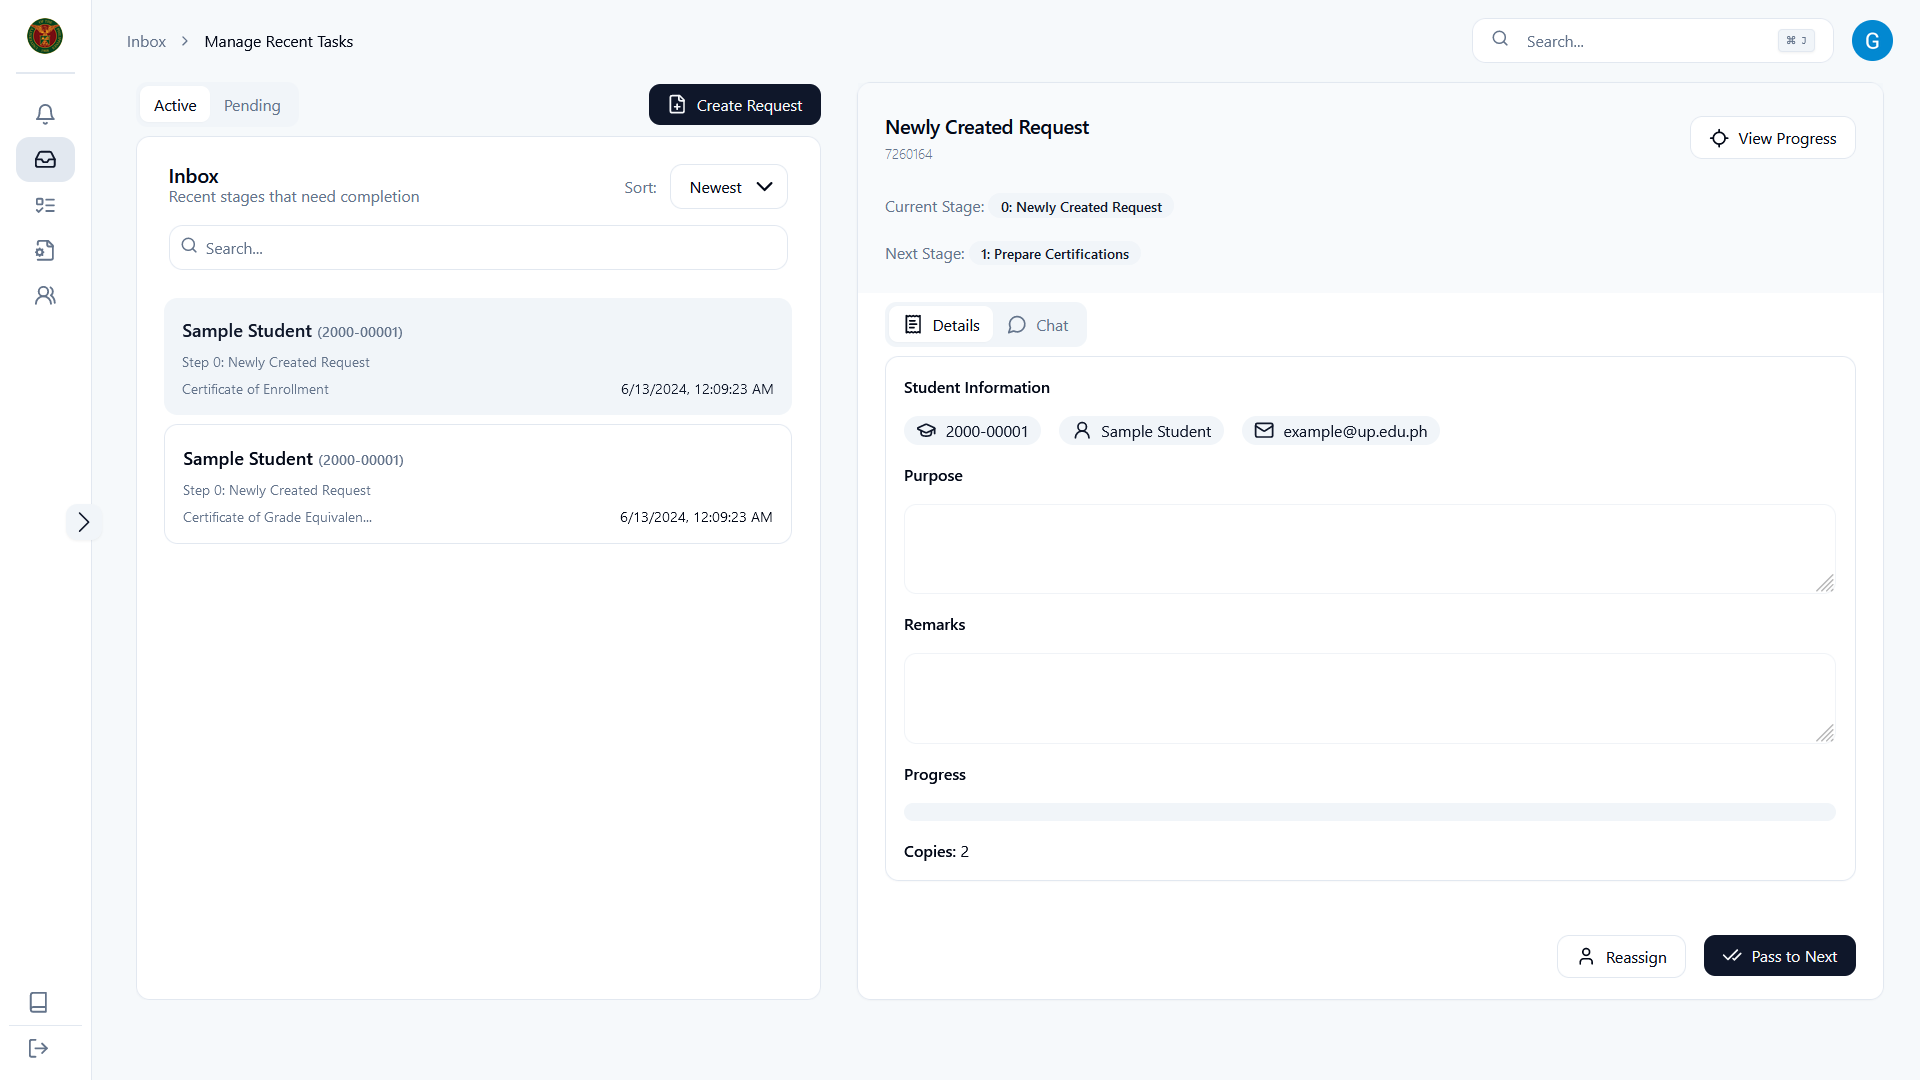 Inbox > Manage Recent Tasks
Search...
⌘ J
G
Active
Pending
Create Request
Inbox
Recent stages that need completion
Sort:
Newest
Search...
Sample Student (2000-00001)
Step 0: Newly Created Request
Certificate of Enrollment
6/13/2024, 12:09:23 AM
Sample Student (2000-00001)
Step 0: Newly Created Request
Certificate of Grade Equivalen...
6/13/2024, 12:09:23 AM
Newly Created Request
7260164
View Progress
Current Stage: 0: Newly Created Request
Next Stage: 1: Prepare Certifications
Details
Chat
Student Information
2000-00001
Sample Student
example@up.edu.ph
Purpose
Remarks
Progress
Copies: 2
Reassign
Pass to Next